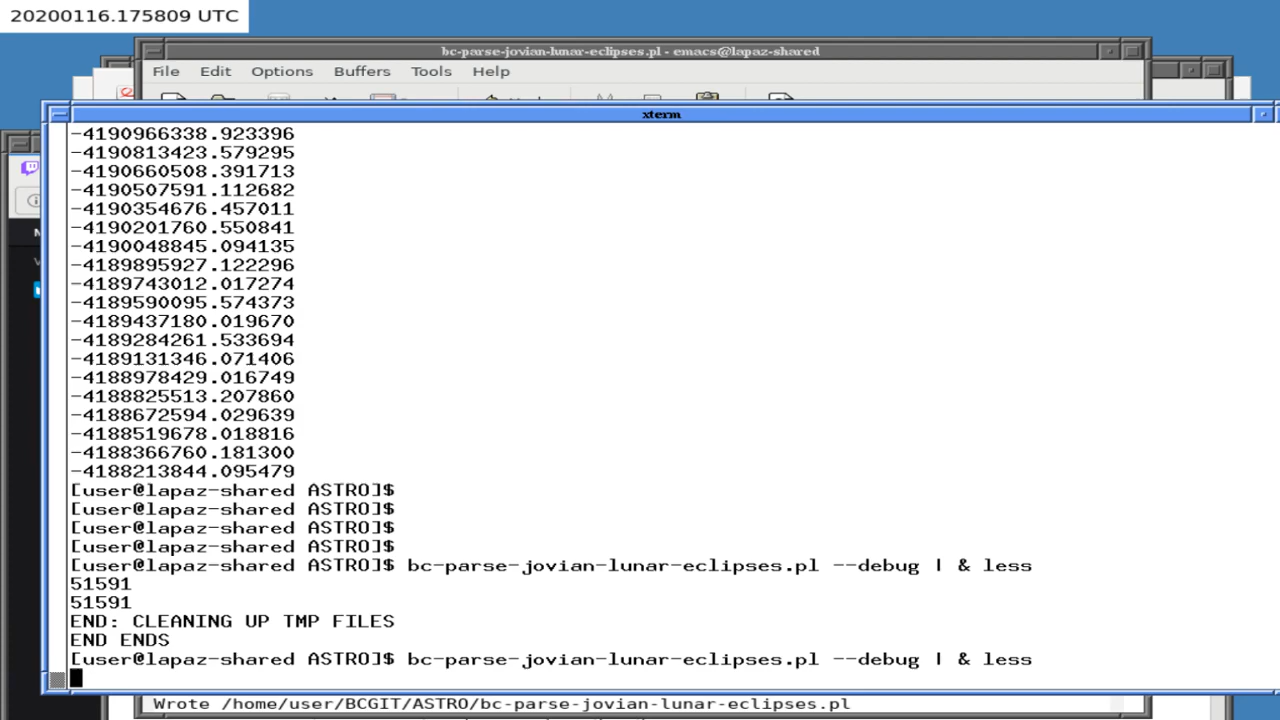 20200116.175809 UTC
bc-parse-jovian-lunar-eclipses.pl - emacs@lapaz-shared
File Edit Options Buffers Tools Help
xterm
-4190966338.923396
-4190813423.579295
-4190660508.391713
-4190507591.112682
-4190354676.457011
-4190201760.550841
-4190048845.094135
-4189895927.122296
-4189743012.017274
-4189590095.574373
-4189437180.019670
-4189284261.533694
-4189131346.071406
-4188978429.016749
-4188825513.207860
-4188672594.029639
-4188519678.018816
-4188366760.181300
-4188213844.095479
[user@lapaz-shared ASTRO]$
[user@lapaz-shared ASTRO]$
[user@lapaz-shared ASTRO]$
[user@lapaz-shared ASTRO]$
[user@lapaz-shared ASTRO]$ bc-parse-jovian-lunar-eclipses.pl --debug | & less
51591
51591
END: CLEANING UP TMP FILES
END ENDS
[user@lapaz-shared ASTRO]$ bc-parse-jovian-lunar-eclipses.pl --debug | & less
Wrote /home/user/BCGIT/ASTRO/bc-parse-jovian-lunar-eclipses.pl